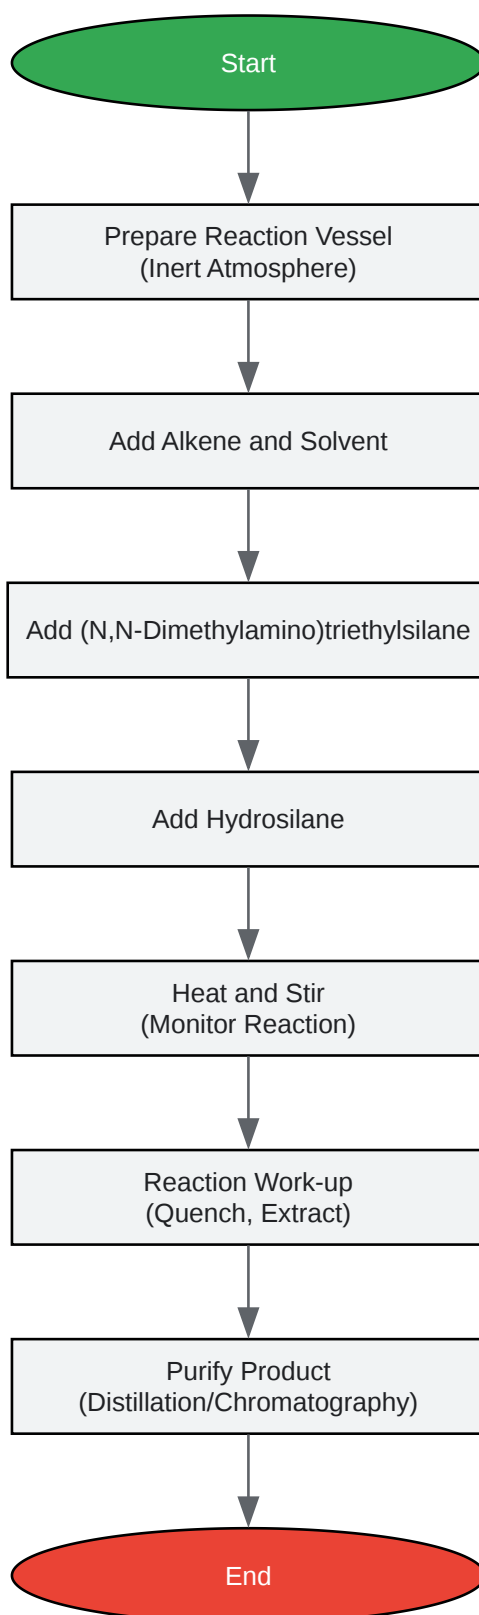 Start
Prepare Reaction Vessel
(Inert Atmosphere)
Add Alkene and Solvent
Add (N,N-Dimethylamino)triethylsilane
Add Hydrosilane
Heat and Stir
(Monitor Reaction)
Reaction Work-up
(Quench, Extract)
Purify Product
(Distillation/Chromatography)
End